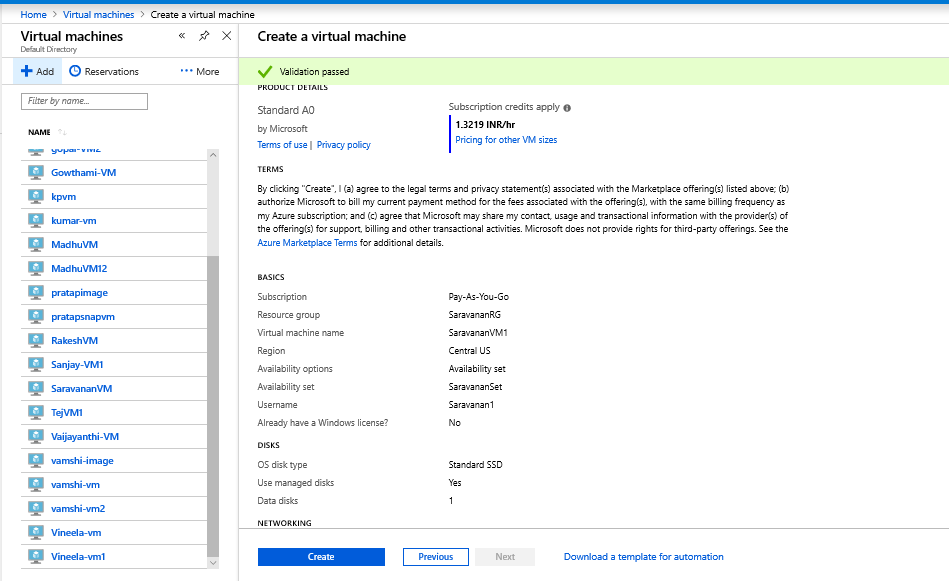 Home > Virtual machines > Create a virtual machine
Virtual machines
Default Directory
Add
Reservations
More
Filter by name...
NAME
gopal-VM2
Gowthami-VM
kpvm
kumar-vm
MadhuVM
MadhuVM12
pratapimage
pratapsnapvm
RakeshVM
Sanjay-VM1
SaravananVM
TejVM1
Vaijayanthi-VM
vamshi-image
vamshi-vm
vamshi-vm2
Vineela-vm
Vineela-vm1
Create a virtual machine
Validation passed
PRODUCT DETAILS
Standard A0
by Microsoft
Terms of use | Privacy policy
Subscription credits apply
1.3219 INR/hr
Pricing for other VM sizes
TERMS
By clicking "Create", I (a) agree to the legal terms and privacy statement(s) associated with the Marketplace offering(s) listed above; (b)
authorize Microsoft to bill my current payment method for the fees associated with the offering(s), with the same billing frequency as
my Azure subscription; and (c) agree that Microsoft may share my contact, usage and transactional information with the provider(s) of
the offering(s) for support, billing and other transactional activities. Microsoft does not provide rights for third-party offerings. See the
Azure Marketplace Terms for additional details.
BASICS
Subscription Pay-As-You-Go
Resource group SaravananRG
Virtual machine name SaravananVM1
Region Central US
Availability options Availability set
Availability set SaravananSet
Username Saravanan1
Already have a Windows license? No
DISKS
OS disk type Standard SSD
Use managed disks Yes
Data disks 1
NETWORKING
Create Previous Next Download a template for automation